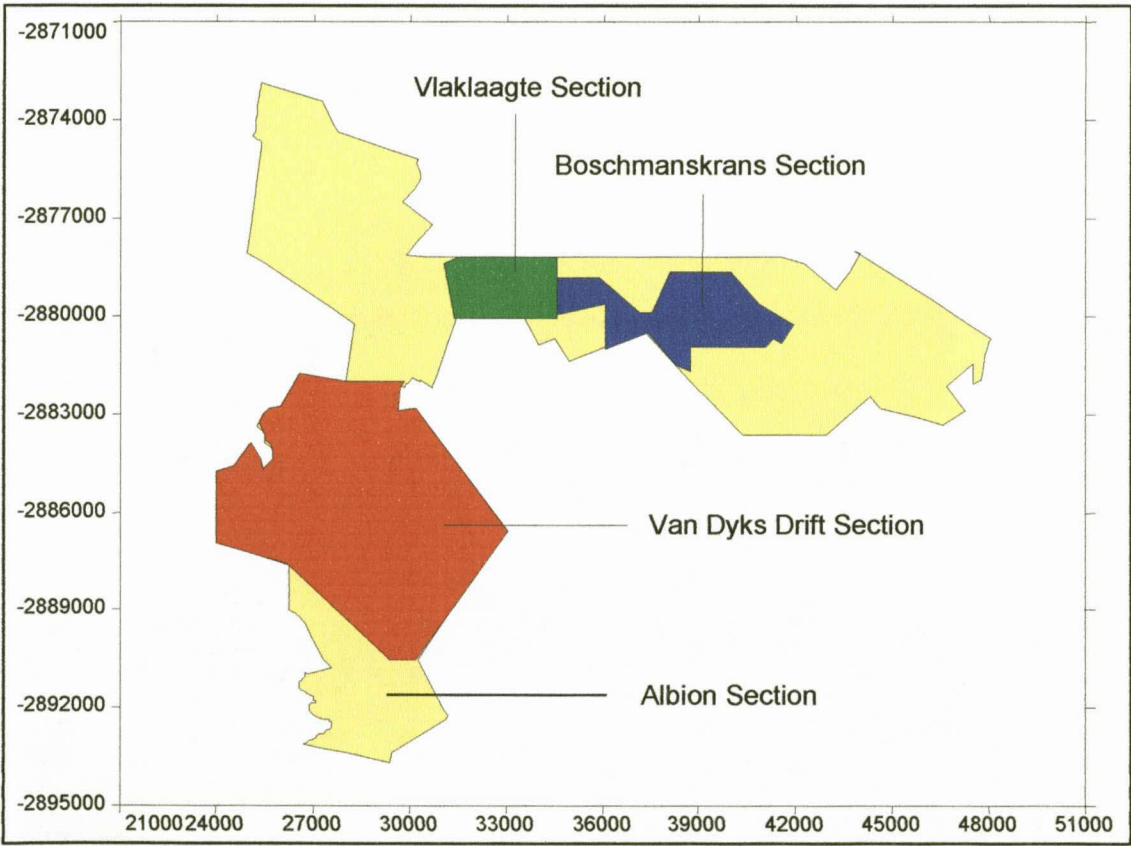 -2871000
Vlaklaagte Section
-2874000
Boschmanskrans Section
-2877000
-2880000
-2883000
-2886000
Van Dyks Drift Section
-2889000
-2892000
Albion Section
-2895000
21000 24000 27000 30000 33000 36000 39000 42000 45000 48000 51000